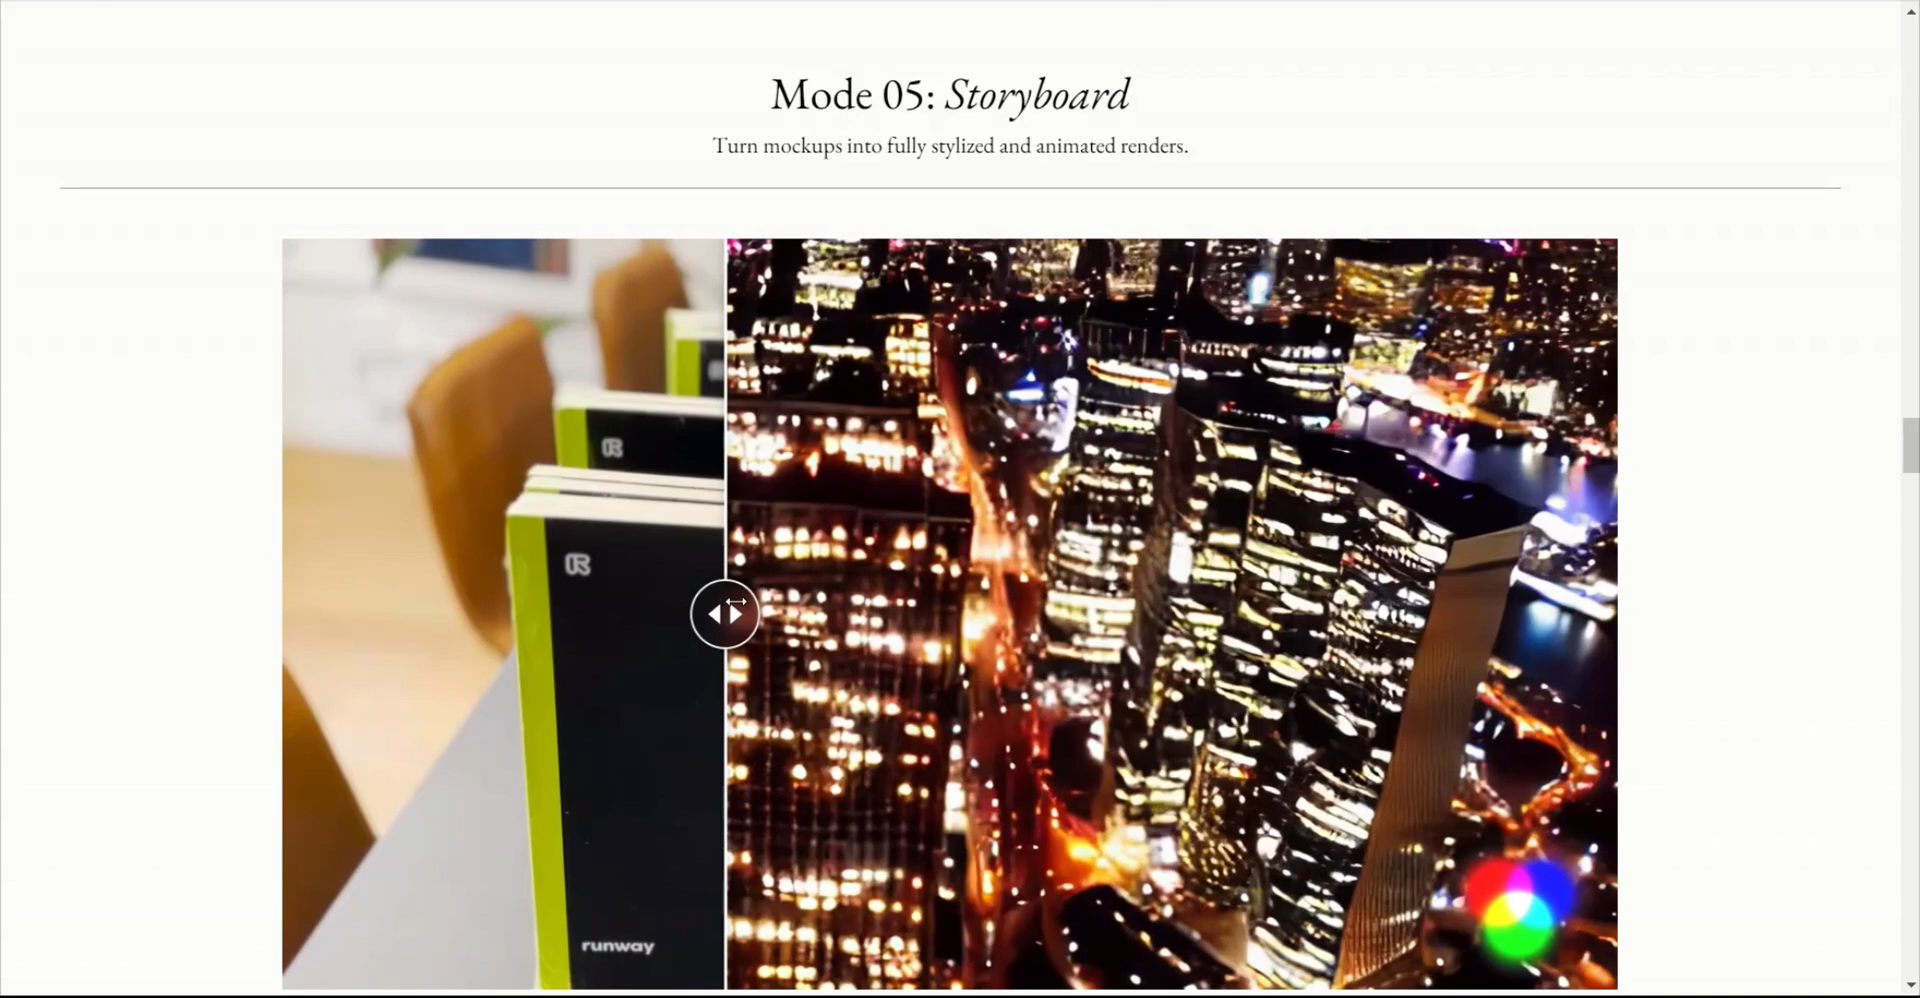 Mode 05: Storyboard
Turn mockups into fully stylized and animated renders.
runway